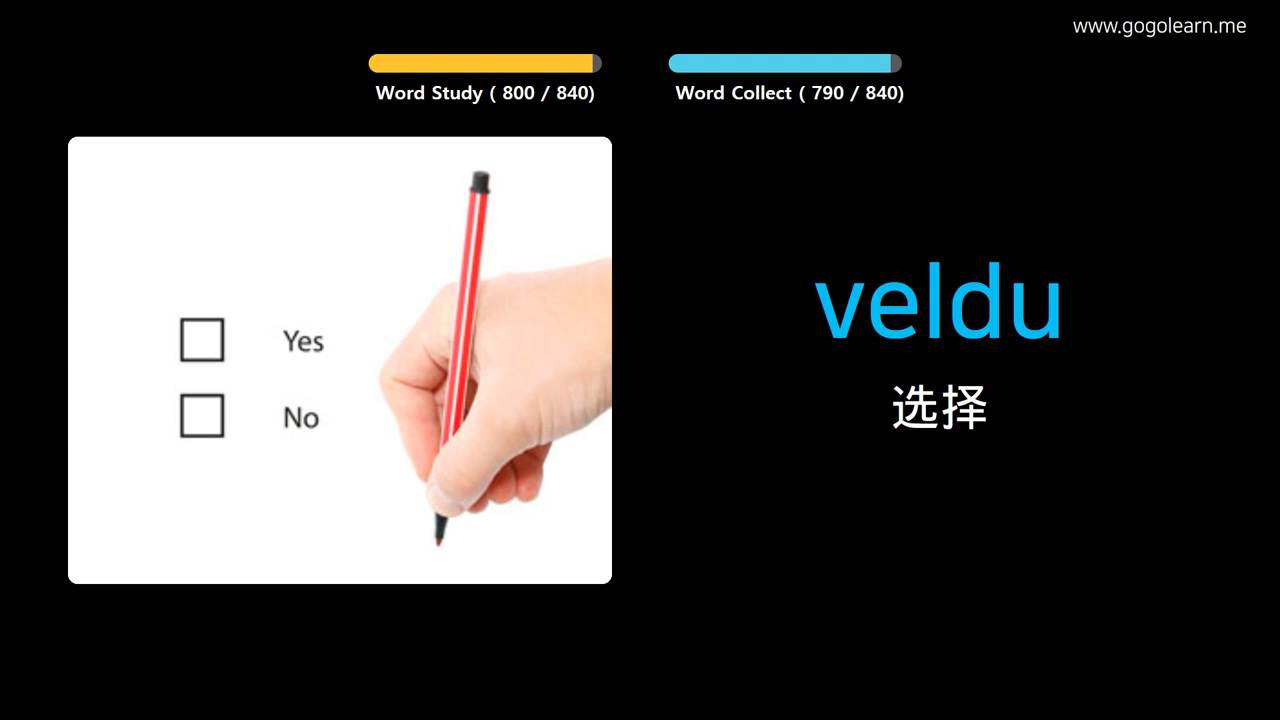 www.gogolearn.me
Word Study ( 800 / 840)
Word Collect ( 790 / 840)
Yes
No
veldu
选择